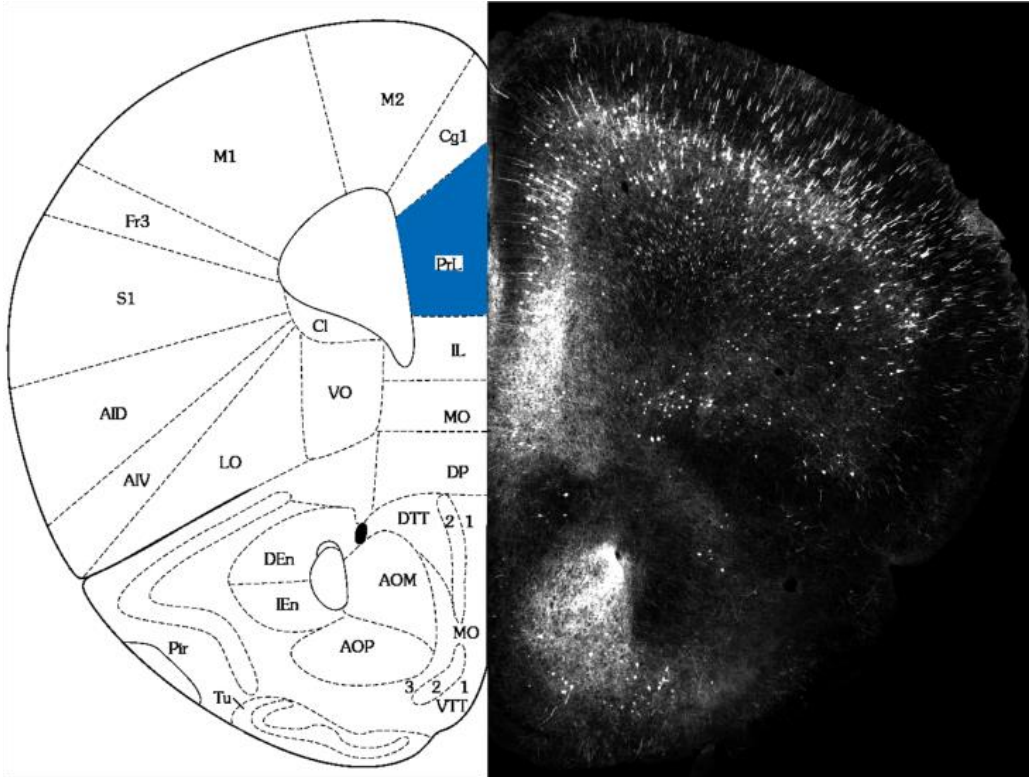 M2
Cg1
M1
Fr3
PrL
S1
Cl
IL
VO
AID
MO
LO
AIV
DP
DTT 2 1
DEn
AOM
IEn
MO
AOP
Pir
3 2 1
Tu
VTT